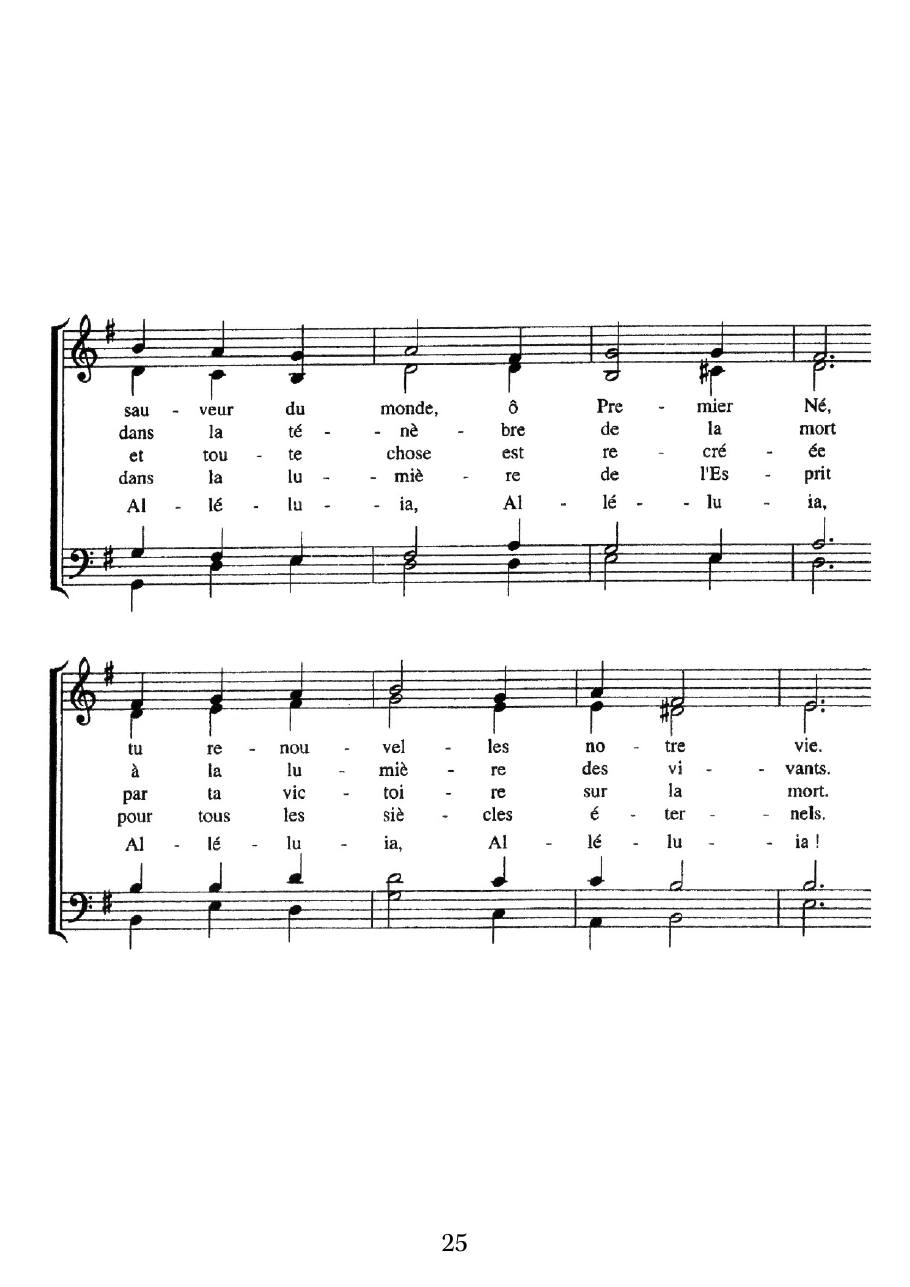 sau - veur du monde, ô Pre - mier Né,
dans la té - - nè - bre de la mort
et tou - te chose est re - cré - ée
dans la lu - - miè - re de l'Es - prit
Al - lé - lu - ia, Al - lé - lu - ia,
tu re - nou - vel - les no - tre vie.
à la lu - miè - re des vi - - vants.
par ta vic - toi - re sur la mort.
pour tous les siè - cles é - ter - - nels.
Al - lé - lu - ia, Al - lé - lu - ia !
25